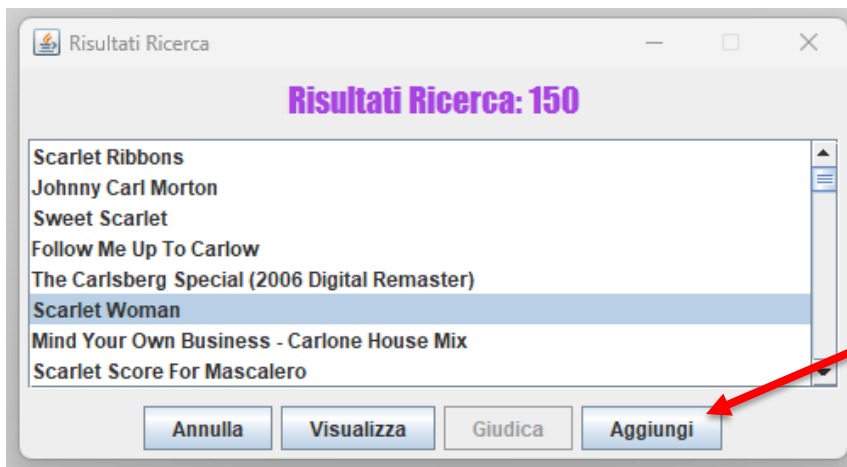 Risultati Ricerca
Risultati Ricerca: 150
Scarlet Ribbons
Johnny Carl Morton
Sweet Scarlet
Follow Me Up To Carlow
The Carlsberg Special (2006 Digital Remaster)
Scarlet Woman
Mind Your Own Business - Carlone House Mix
Scarlet Score For Mascalero
Annulla Visualizza Giudica Aggiungi